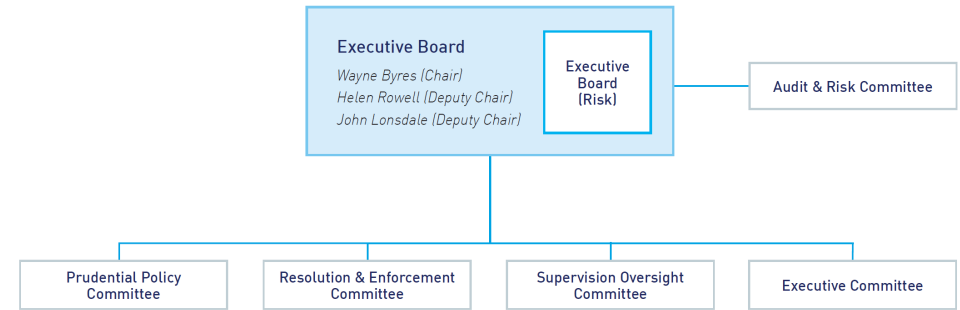 Executive Board
Wayne Byres (Chair)
Helen Rowell (Deputy Chair)
John Lonsdale (Deputy Chair)
Executive
Board
(Risk)
Audit & Risk Committee
Prudential Policy
Committee
Resolution & Enforcement
Committee
Supervision Oversight
Committee
Executive Committee